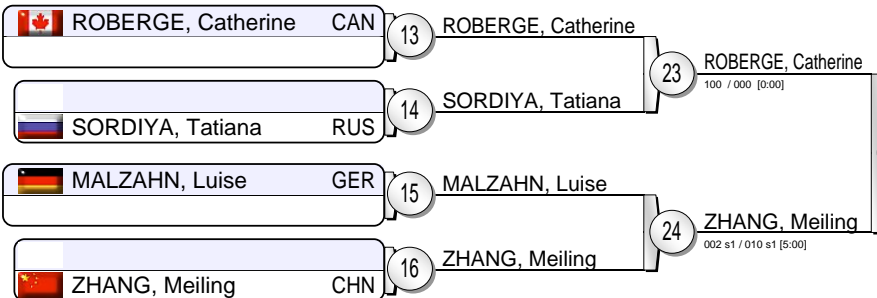 ROBERGE, Catherine CAN
13
ROBERGE, Catherine
23
ROBERGE, Catherine
100 / 000 [0:00]
14
SORDIYA, Tatiana
SORDIYA, Tatiana RUS
MALZAHN, Luise GER
15
MALZAHN, Luise
24
ZHANG, Meiling
002 s1 / 010 s1 [5:00]
16
ZHANG, Meiling
ZHANG, Meiling CHN